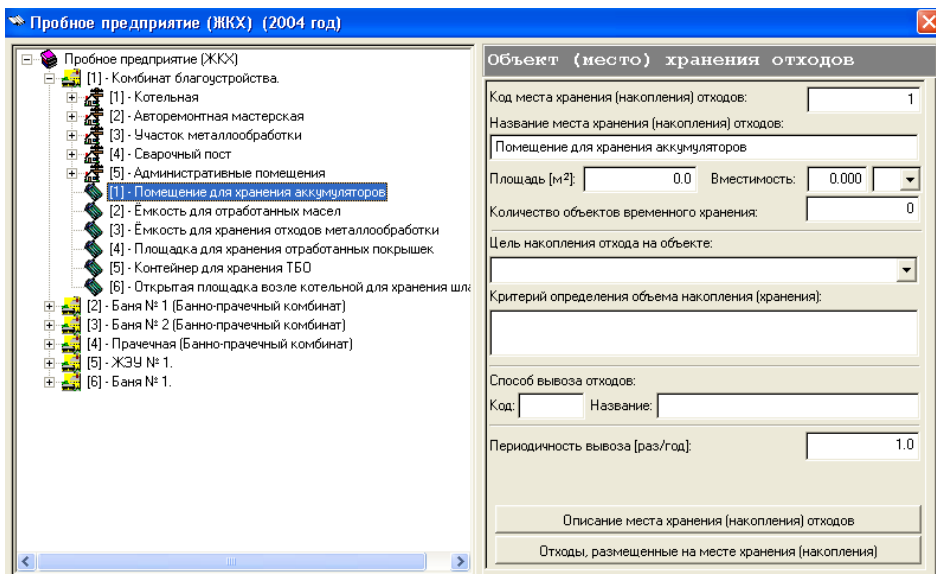 Пробное предприятие (ЖКХ) (2004 год)
Пробное предприятие (ЖКХ)
[1] - Комбинат благоустройства.
[1] - Котельная
[2] - Авторемонтная мастерская
[3] - Участок металлообработки
[4] - Сварочный пост
[5] - Административные помещения
[1] - Помещение для хранения аккумуляторов
[2] - Ёмкость для отработанных масел
[3] - Ёмкость для хранения отходов металлообработки
[4] - Площадка для хранения отработанных покрышек
[5] - Контейнер для хранения ТБО
[6] - Открытая площадка возле котельной для хранения шла
[2] - Баня № 1 (Банно-прачечный комбинат)
[3] - Баня № 2 (Банно-прачечный комбинат)
[4] - Прачечная (Банно-прачечный комбинат)
[5] - ЖЭУ № 1.
[6] - Баня № 1.
Объект (место) хранения отходов
Код места хранения (накопления) отходов: 1
Название места хранения (накопления) отходов:
Помещение для хранения аккумуляторов
Площадь [м²]: 0.0 Вместимость: 0.000
Количество объектов временного хранения: 0
Цель накопления отхода на объекте:
Критерий определения объема накопления (хранения):
Способ вывоза отходов:
Код: Название:
Периодичность вывоза [раз/год]: 1.0
Описание места хранения (накопления) отходов
Отходы, размещенные на месте хранения (накопления)